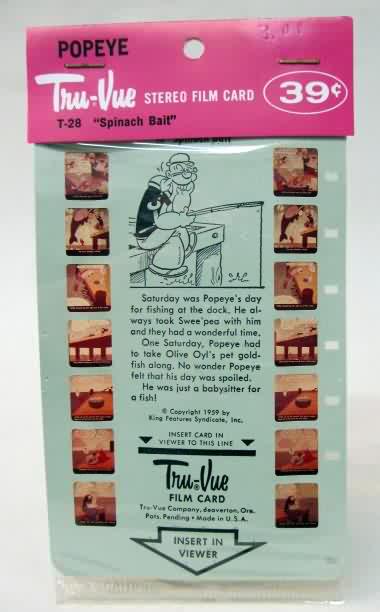 POPEYE
3.00
Tru-Vue STEREO FILM CARD 39¢
T-28 "Spinach Bait"
Saturday was Popeye's day
for fishing at the dock. He al-
ways took Swee'pea with him
and they had a wonderful time.
One Saturday, Popeye had
to take Olive Oyl's pet gold-
fish along. No wonder Popeye
felt that his day was spoiled.
He was just a babysitter for
a fish!
© Copyright 1959 by
King Features Syndicate, Inc.
INSERT CARD IN
VIEWER TO THIS LINE
Tru-Vue
®
FILM CARD
Tru-Vue Company, Beaverton, Ore.
Pats. Pending • Made in U.S.A.
INSERT IN
VIEWER